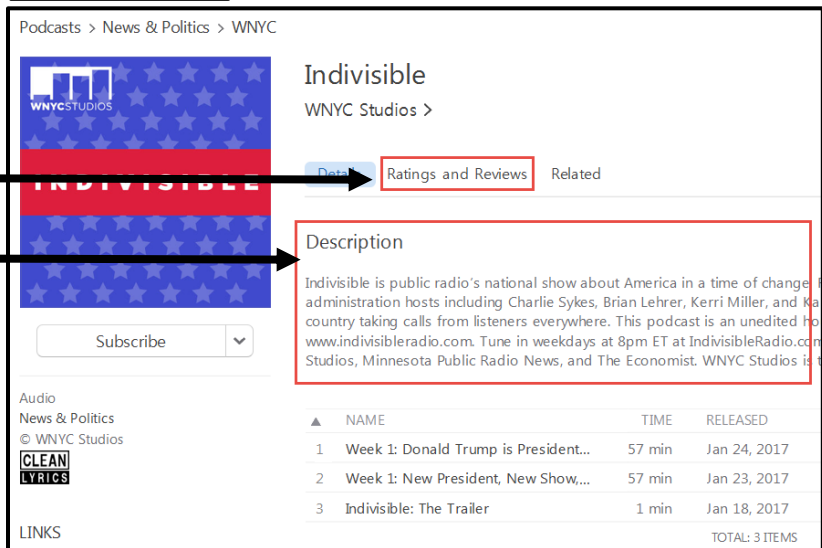 Podcasts > News & Politics > WNYC
WNYCSTUDIOS
INDIVISIBLE
Indivisible
WNYC Studios >
Ratings and Reviews Related
Description
Indivisible is public radio's national show about America in a time of change.
administration hosts including Charlie Sykes, Brian Lehrer, Kerri Miller, and
country taking calls from listeners everywhere. This podcast is an unedited
www.indivisibleradio.com. Tune in weekdays at 8pm ET at IndivisibleRadio.com
Studios, Minnesota Public Radio News, and The Economist. WNYC Studios is
Subscribe
Audio
News & Politics
© WNYC Studios
CLEAN
LYRICS
LINKS
▲ NAME TIME RELEASED
1 Week 1: Donald Trump is President... 57 min Jan 24, 2017
2 Week 1: New President, New Show,... 57 min Jan 23, 2017
3 Indivisible: The Trailer 1 min Jan 18, 2017
TOTAL: 3 ITEMS